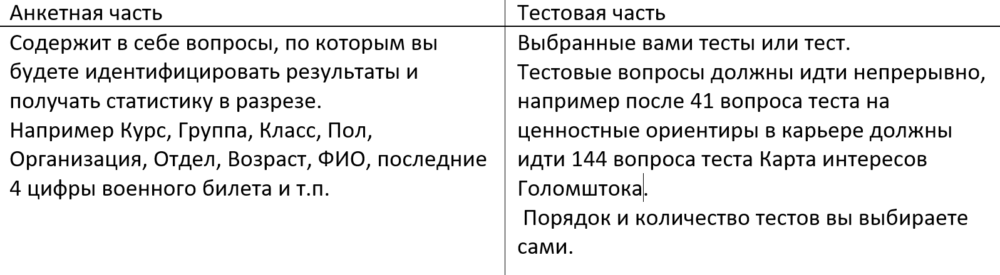 Анкетная часть
Содержит в себе вопросы, по которым вы
будете идентифицировать результаты и
получать статистику в разрезе.
Например Курс, Группа, Класс, Пол,
Организация, Отдел, Возраст, ФИО, последние
4 цифры военного билета и т.п.
Тестовая часть
Выбранные вами тесты или тест.
Тестовые вопросы должны идти непрерывно,
например после 41 вопроса теста на
ценностные ориентиры в карьере должны
идти 144 вопроса теста Карта интересов
Голомштока.
Порядок и количество тестов вы выбираете
сами.